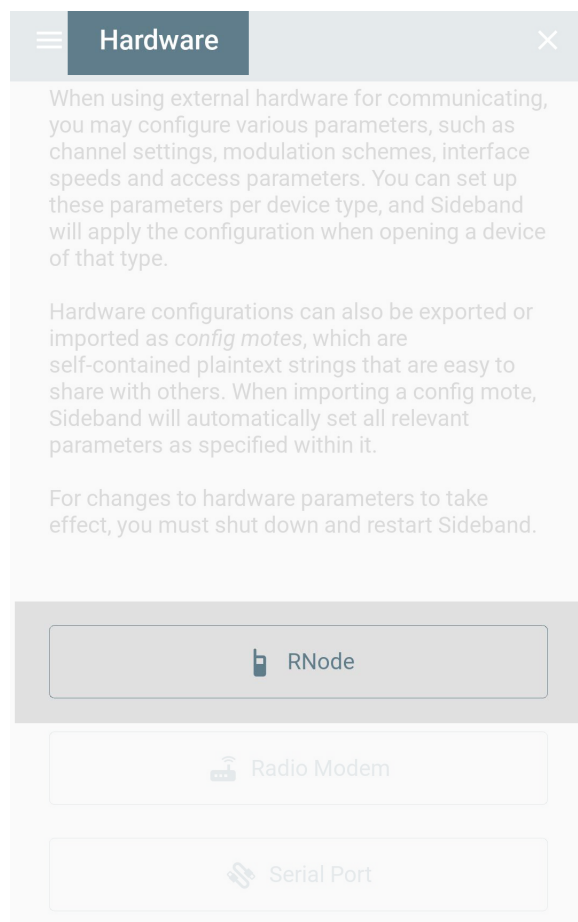 Hardware
When using external hardware for communicating,
you may configure various parameters, such as
channel settings, modulation schemes, interface
speeds and access parameters. You can set up
these parameters per device type, and Sideband
will apply the configuration when opening a device
of that type.
Hardware configurations can also be exported or
imported as config motes, which are
self-contained plaintext strings that are easy to
share with others. When importing a config mote,
Sideband will automatically set all relevant
parameters as specified within it.
For changes to hardware parameters to take
effect, you must shut down and restart Sideband.
RNode
Radio Modem
Serial Port